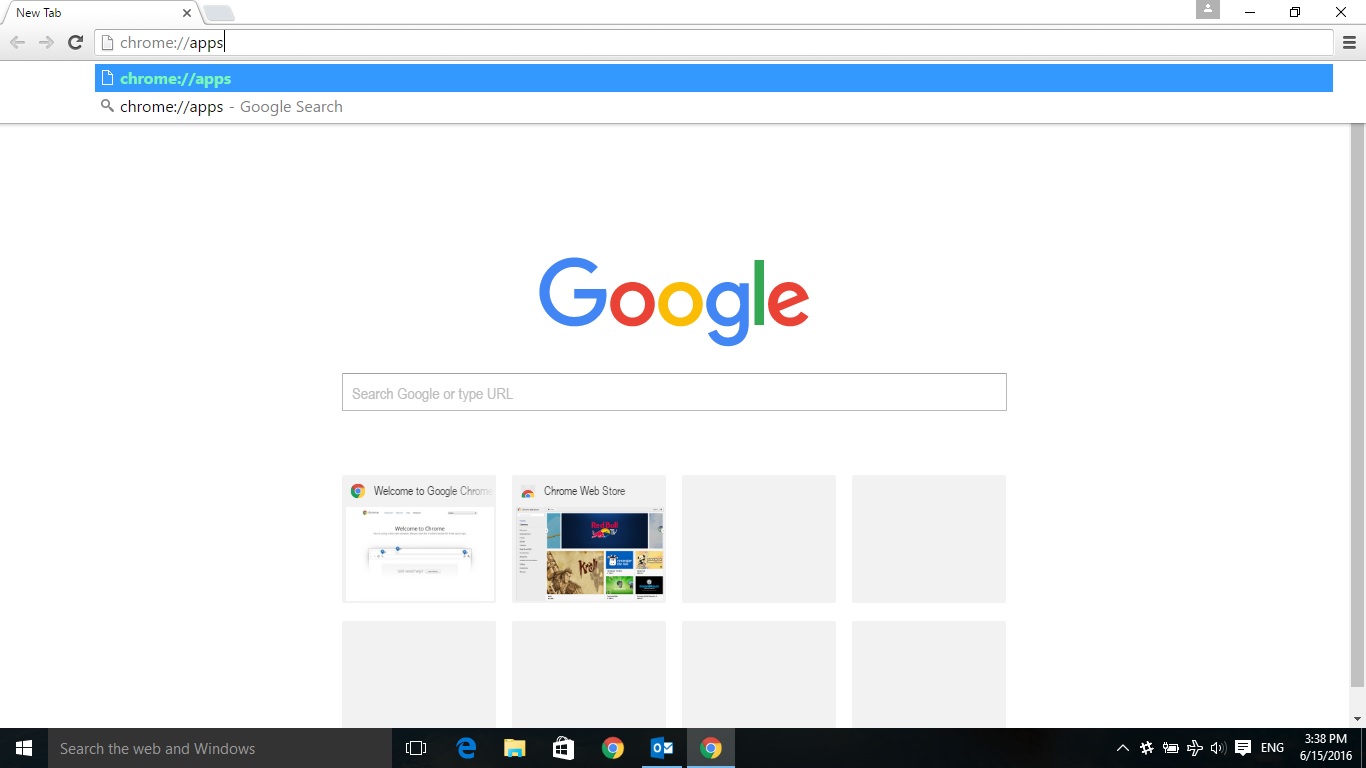 New Tab
chrome://apps
chrome://apps
chrome://apps - Google Search
Google
Search Google or type URL
Welcome to Google Chrome
Chrome Web Store
Welcome to Chrome
Search the web and Windows
ENG
3:38 PM
6/15/2016